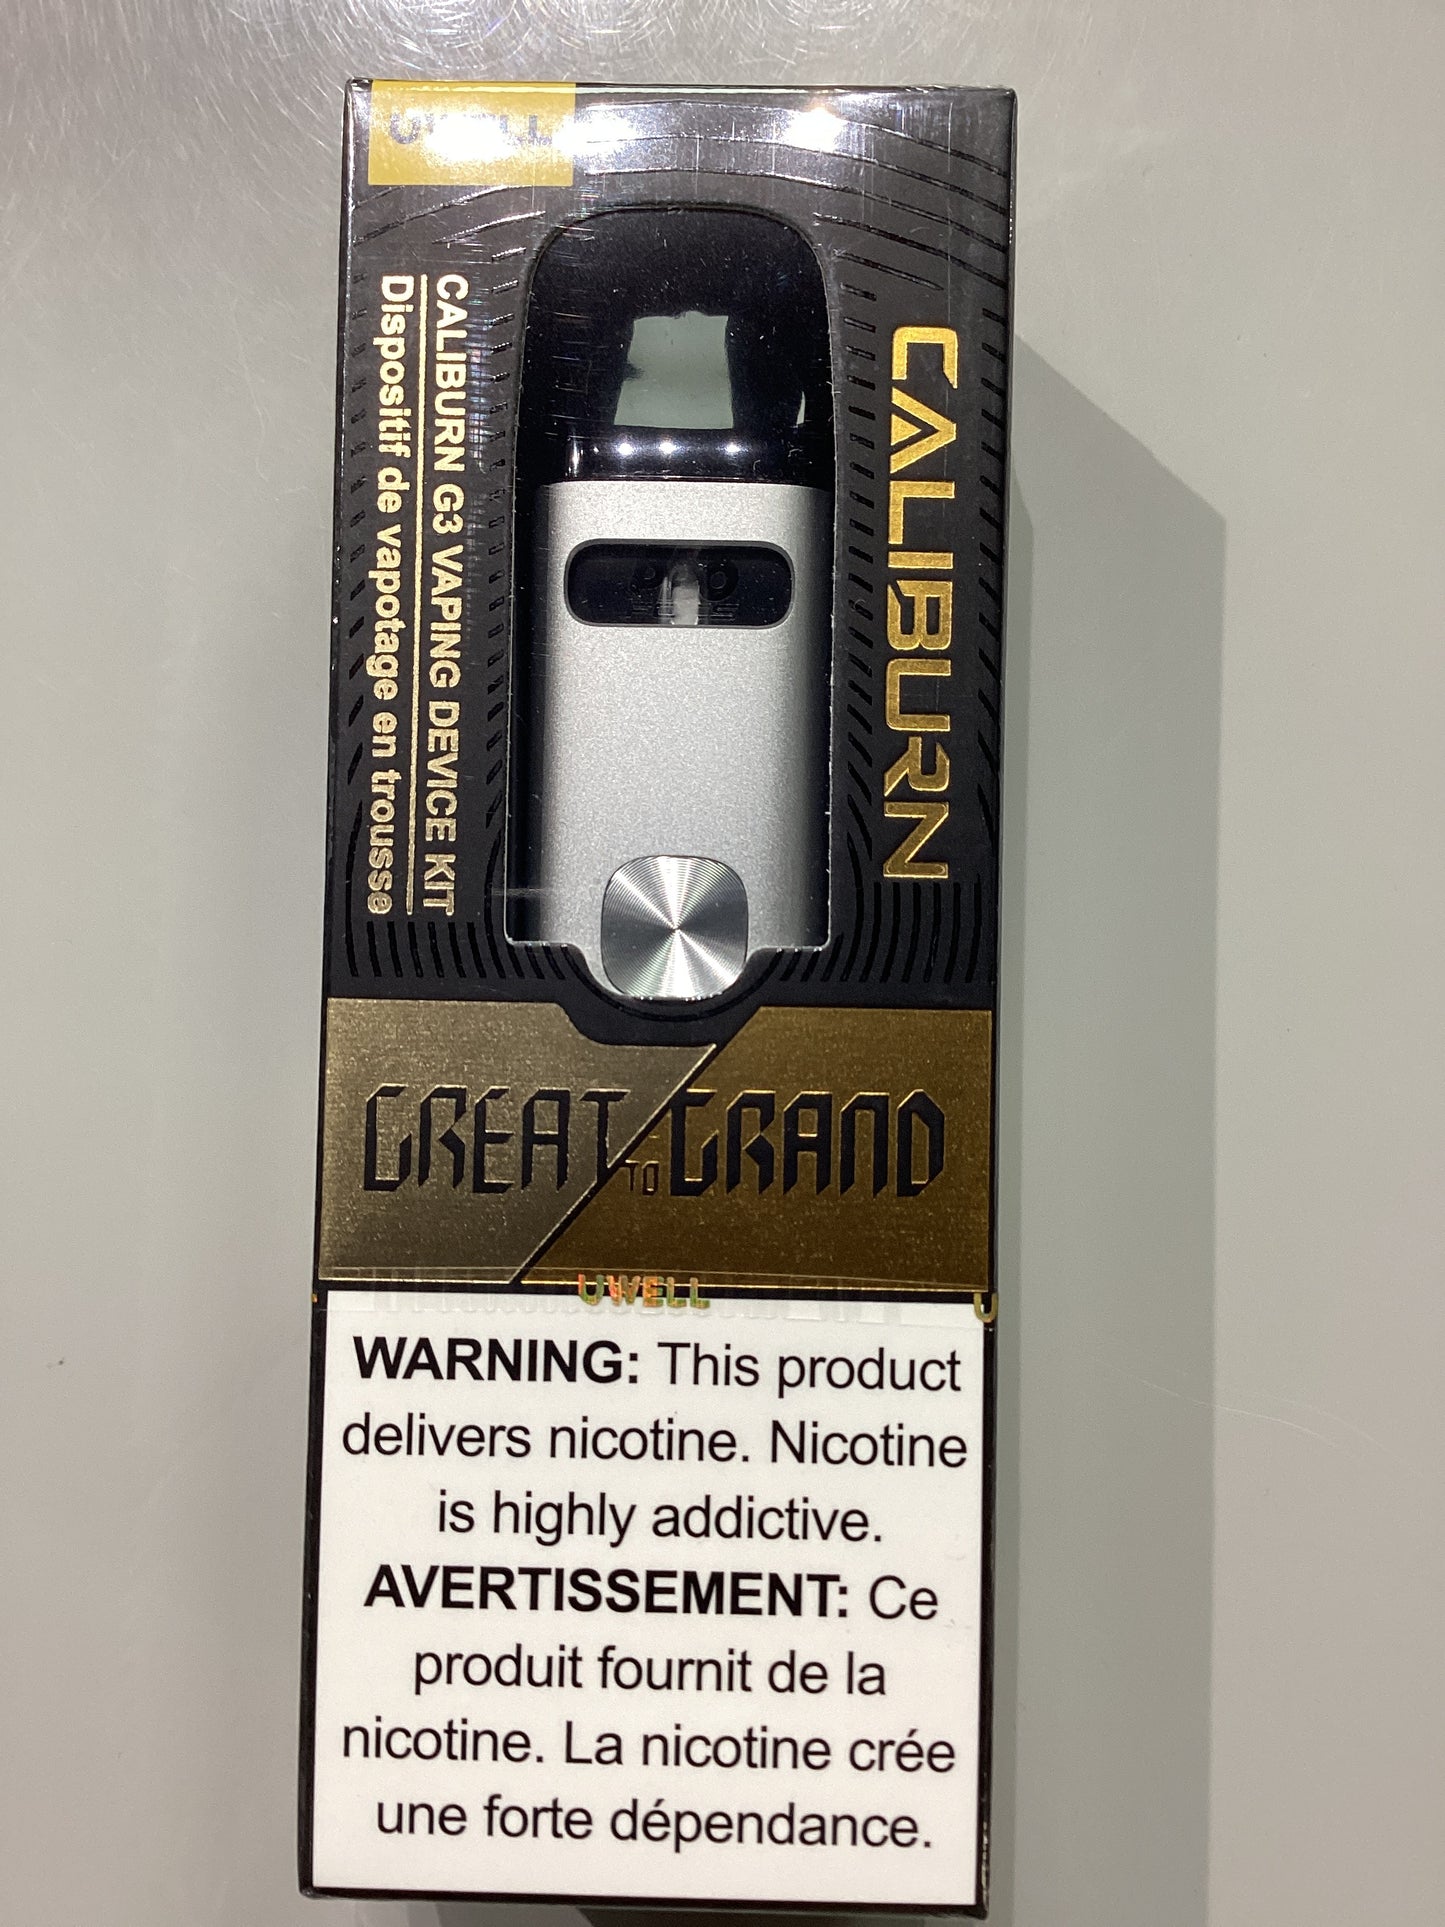 UWELL
CALIBURN G3 VAPING DEVICE KIT
Dispositif de vapotage en trousse
CALIBURN
GREAT TO GRAND
UWELL
WARNING: This product
delivers nicotine. Nicotine
is highly addictive.
AVERTISSEMENT: Ce
produit fournit de la
nicotine. La nicotine crée
une forte dépendance.